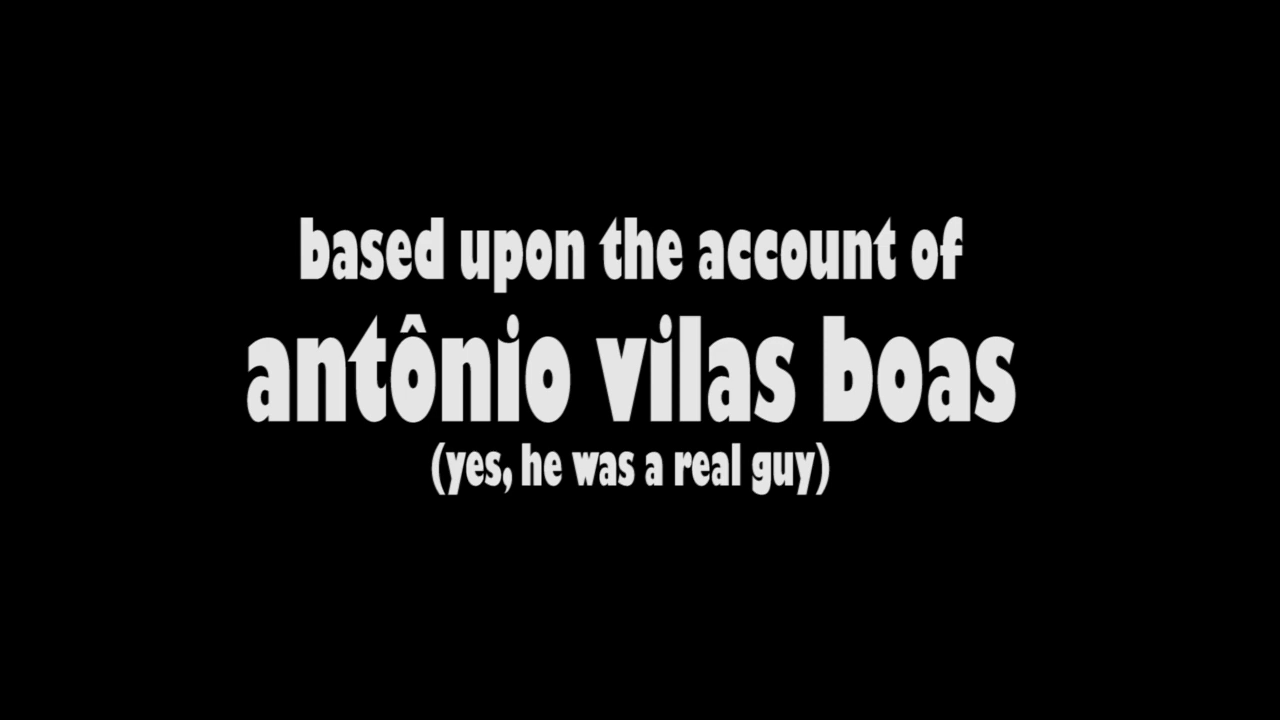 based upon the account of
antônio vilas boas
(yes, he was a real guy)